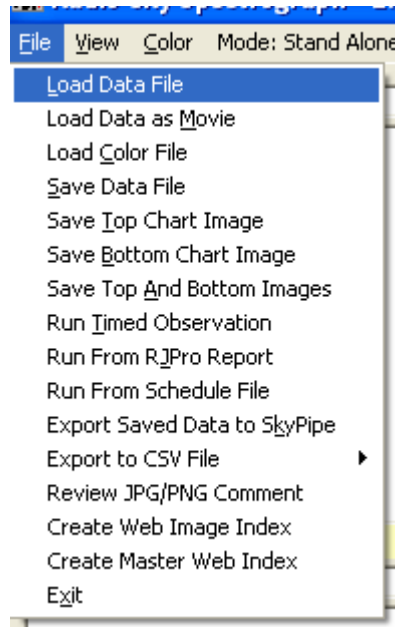 File View Color Mode: Stand Alone
Load Data File
Load Data as Movie
Load Color File
Save Data File
Save Top Chart Image
Save Bottom Chart Image
Save Top And Bottom Images
Run Timed Observation
Run From RJPro Report
Run From Schedule File
Export Saved Data to SkyPipe
Export to CSV File
Review JPG/PNG Comment
Create Web Image Index
Create Master Web Index
Exit